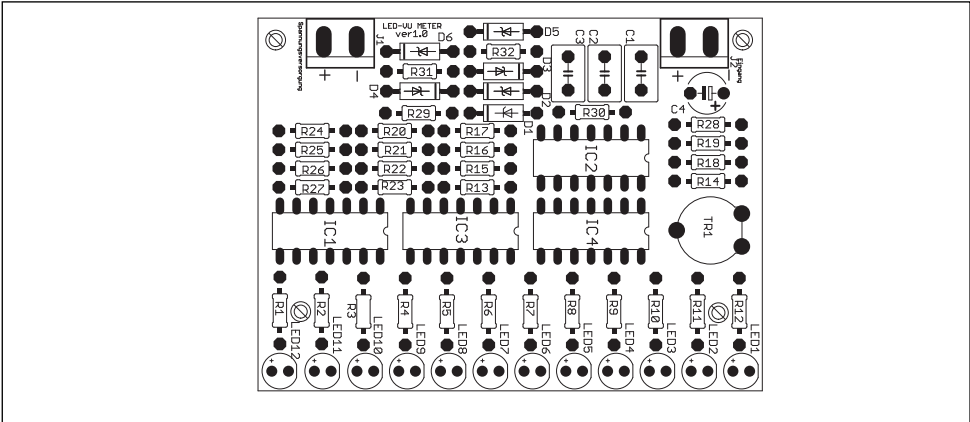 LED-VU METER
ver1.0
Spannungsversorgung
J1
+ -
D6
D5
R32
R31
D3
D4
D2
R29
D1
C3
C2
C1
R30
J2
Eingang
+ -
C4
+
R28
R19
R18
R14
R24
R20
R17
R25
R21
R16
R26
R22
R15
R27
R23
R13
IC2
IC1
IC3
IC4
TR1
R1
R2
R3
R4
R5
R6
R7
R8
R9
R10
R11
R12
LED12
LED11
LED10
LED9
LED8
LED7
LED6
LED5
LED4
LED3
LED2
LED1
+ + + + + + + + + + + +